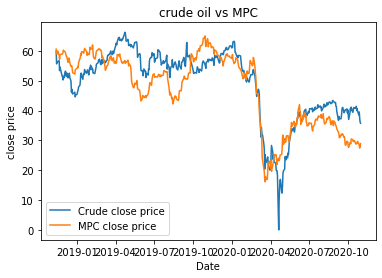 crude oil vs MPC
close price
60
50
40
30
20
10
0
Crude close price
MPC close price
2019-01 2019-04 2019-07 2019-10 2020-01 2020-04 2020-07 2020-10
Date